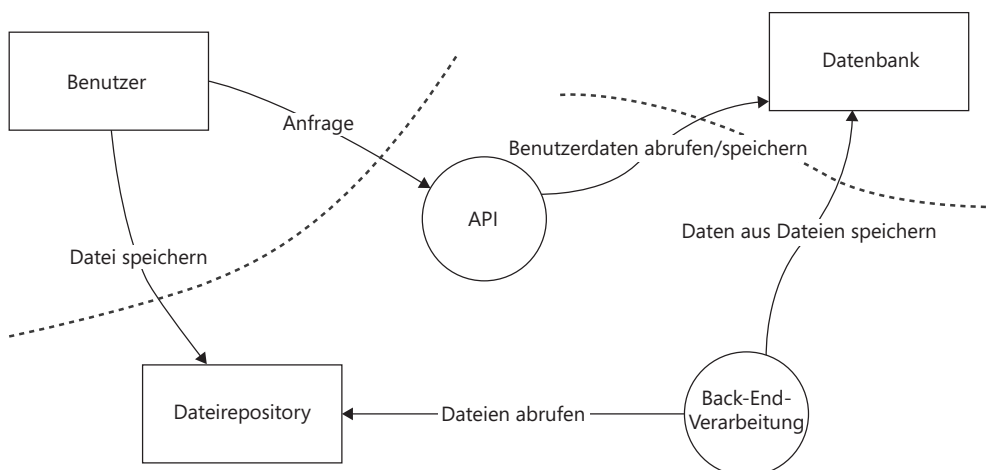 Benutzer
Datenbank
Anfrage
Benutzerdaten abrufen/speichern
API
Daten aus Dateien speichern
Datei speichern
Dateirepository
Dateien abrufen
Back-End-
Verarbeitung